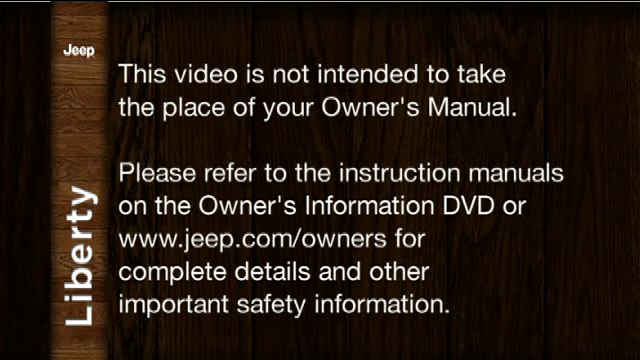 Jeep
Liberty
This video is not intended to take
the place of your Owner's Manual.
Please refer to the instruction manuals
on the Owner's Information DVD or
www.jeep.com/owners for
complete details and other
important safety information.